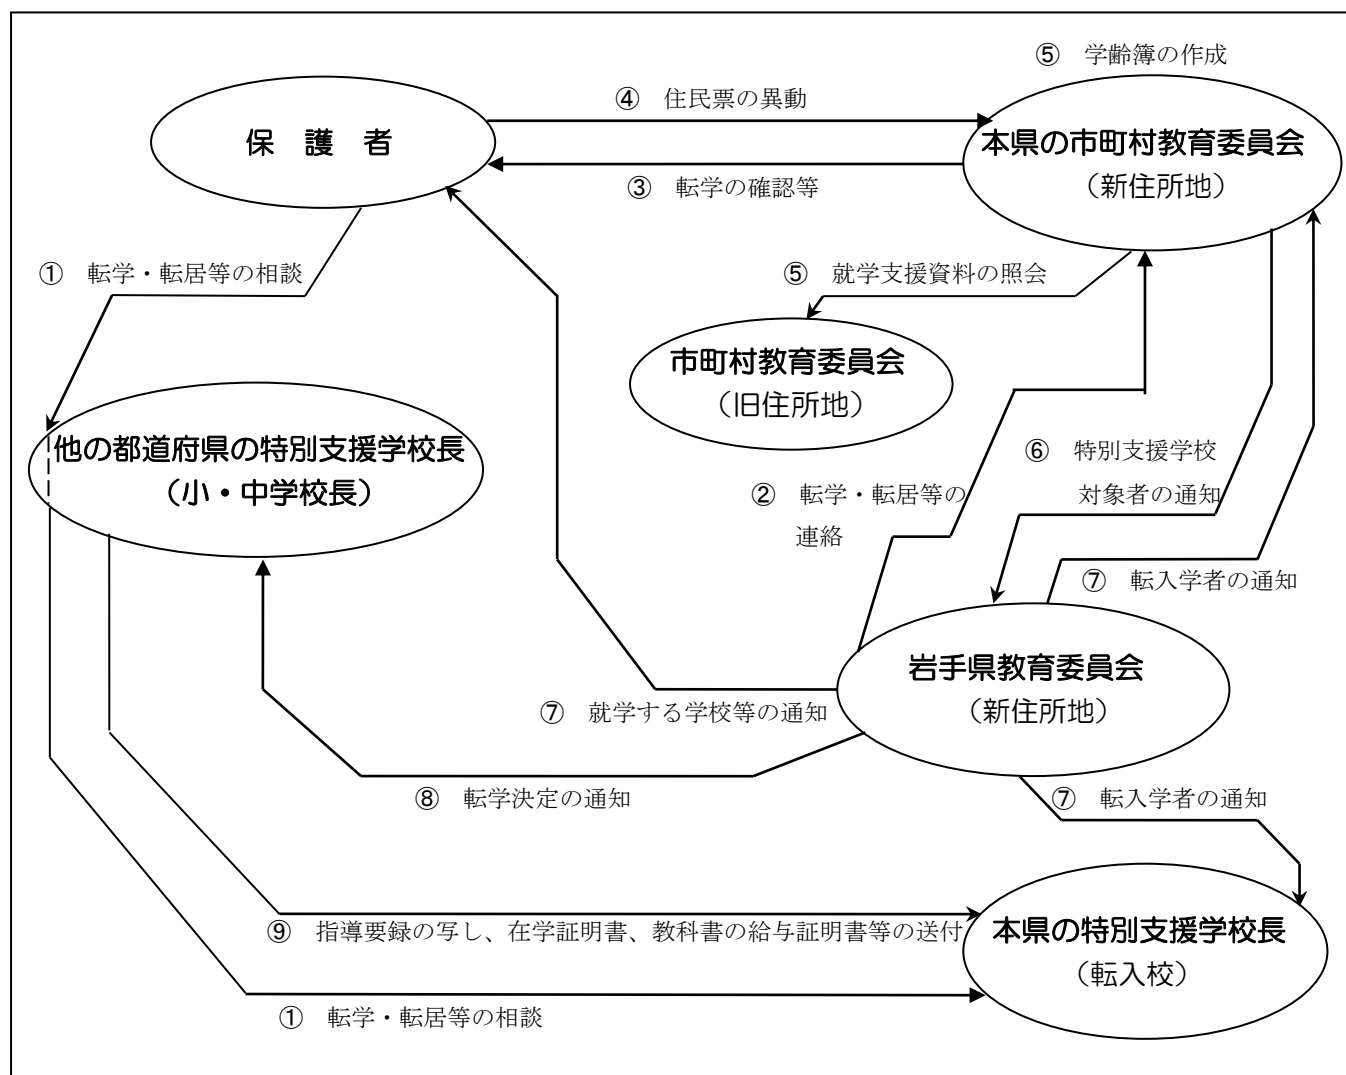 ⑤ 学齢簿の作成
④ 住民票の異動
保 護 者
本県の市町村教育委員会
（新住所地）
③ 転学の確認等
① 転学・転居等の相談
⑤ 就学支援資料の照会
市町村教育委員会
（旧住所地）
他の都道府県の特別支援学校長
（小・中学校長）
⑥ 特別支援学校
対象者の通知
② 転学・転居等の
連絡
⑦ 転入学者の通知
岩手県教育委員会
（新住所地）
⑦ 就学する学校等の通知
⑧ 転学決定の通知
⑦ 転入学者の通知
⑨ 指導要録の写し、在学証明書、教科書の給与証明書等の送付
本県の特別支援学校長
（転入校）
① 転学・転居等の相談